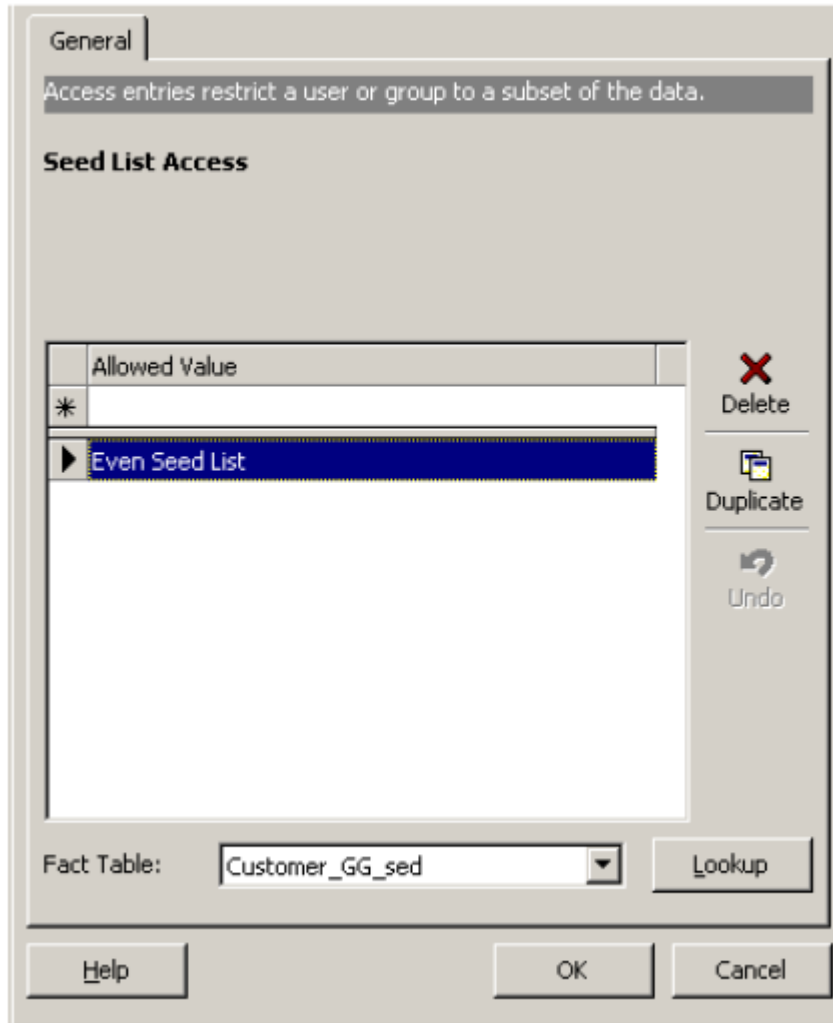 General
Access entries restrict a user or group to a subset of the data.
Seed List Access
Allowed Value
Delete
Even Seed List
Duplicate
Undo
Fact Table:
Customer_GG_sed
Lookup
Help
OK
Cancel